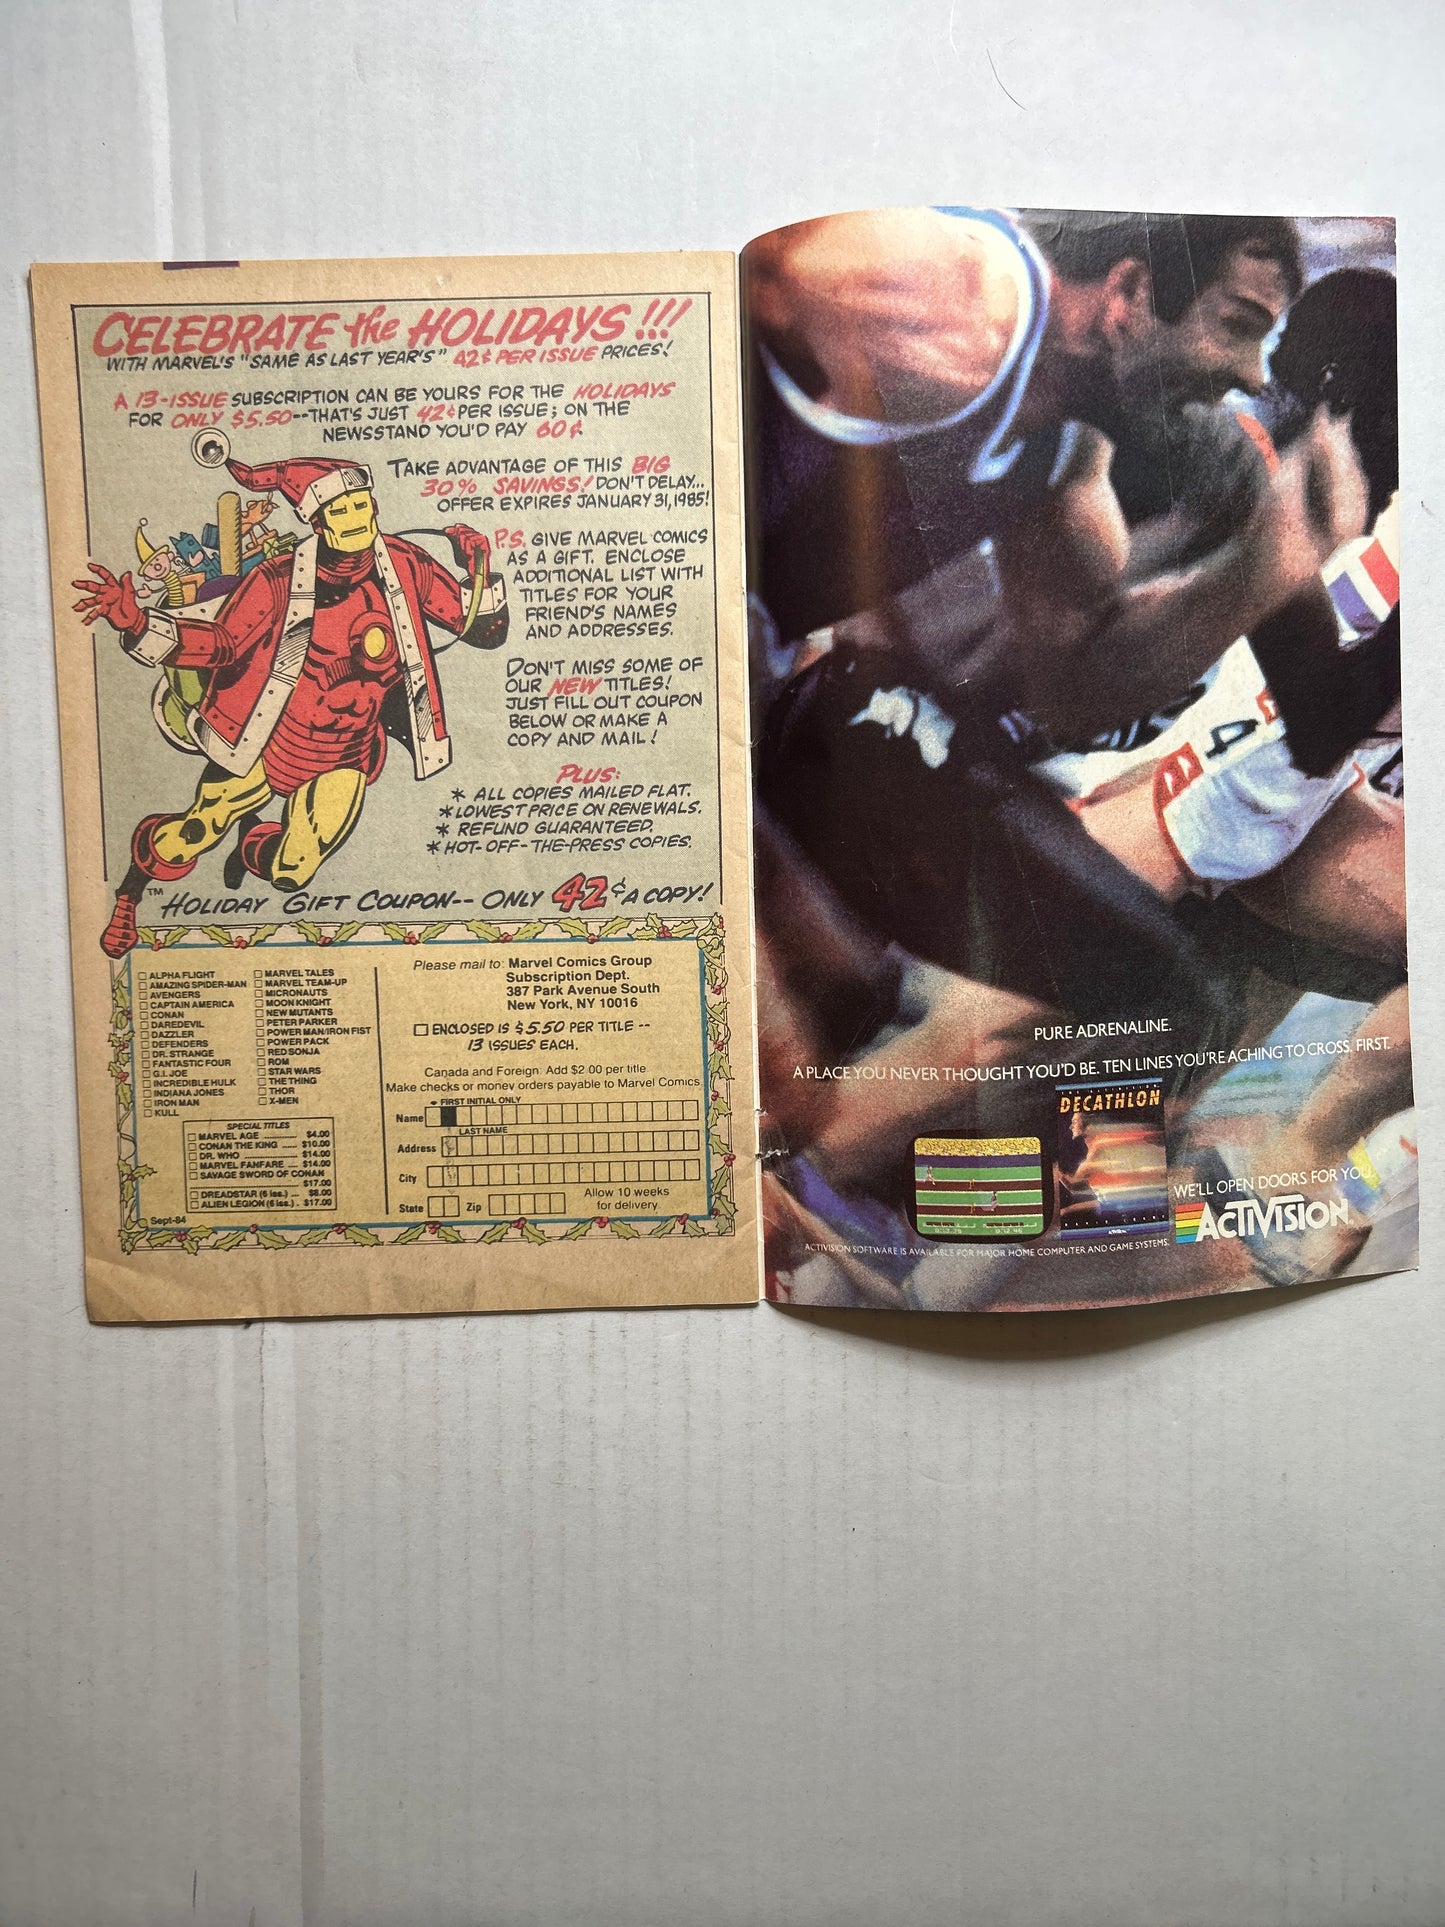 CELEBRATE the HOLIDAYS!!!
WITH MARVEL'S "SAME AS LAST YEAR'S" 42¢ PER ISSUE PRICES!
A 13-ISSUE SUBSCRIPTION CAN BE YOURS FOR THE HOLIDAYS
FOR ONLY $5.50--THAT'S JUST 42¢ PER ISSUE; ON THE
NEWSSTAND YOU'D PAY 60¢.
TAKE ADVANTAGE OF THIS BIG
30% SAVINGS! DON'T DELAY...
OFFER EXPIRES JANUARY 31, 1985!
P.S. GIVE MARVEL COMICS
AS A GIFT. ENCLOSE
ADDITIONAL LIST WITH
TITLES FOR YOUR
FRIEND'S NAMES
AND ADDRESSES.
DON'T MISS SOME OF
OUR NEW TITLES!
JUST FILL OUT COUPON
BELOW OR MAKE A
COPY AND MAIL!
PLUS:
* ALL COPIES MAILED FLAT.
* LOWEST PRICE ON RENEWALS.
* REFUND GUARANTEED.
* HOT-OFF-THE-PRESS COPIES.
TM
HOLIDAY GIFT COUPON-- ONLY 42¢ A COPY!
ALPHA FLIGHT
AMAZING SPIDER-MAN
AVENGERS
CAPTAIN AMERICA
CONAN
DAREDEVIL
DAZZLER
DEFENDERS
DR. STRANGE
FANTASTIC FOUR
G.I. JOE
INCREDIBLE HULK
INDIANA JONES
IRON MAN
KULL
MARVEL TALES
MARVEL TEAM-UP
MICRONAUTS
MOON KNIGHT
NEW MUTANTS
PETER PARKER
POWER MAN/IRON FIST
POWER PACK
RED SONJA
ROM
STAR WARS
THE THING
THOR
X-MEN
SPECIAL TITLES
MARVEL AGE ............ $4.00
CONAN THE KING ...... $10.00
DR. WHO ................ $14.00
MARVEL FANFARE .... $14.00
SAVAGE SWORD OF CONAN
........................ $17.00
DREADSTAR (6 iss.) ... $8.00
ALIEN LEGION (6 iss.) . $17.00
Sept-84
Please mail to: Marvel Comics Group
Subscription Dept.
387 Park Avenue South
New York, NY 10016
ENCLOSED IS $5.50 PER TITLE --
13 ISSUES EACH.
Canada and Foreign: Add $2.00 per title
Make checks or money orders payable to Marvel Comics
FIRST INITIAL ONLY
Name
LAST NAME
Address
City
State Zip
Allow 10 weeks
for delivery.
4
PURE ADRENALINE.
A PLACE YOU NEVER THOUGHT YOU'D BE. TEN LINES YOU'RE ACHING TO CROSS. FIRST.
DECATHLON
WE'LL OPEN DOORS FOR YOU.
ACTIVISION®
ACTIVISION SOFTWARE IS AVAILABLE FOR MAJOR HOME COMPUTER AND GAME SYSTEMS.